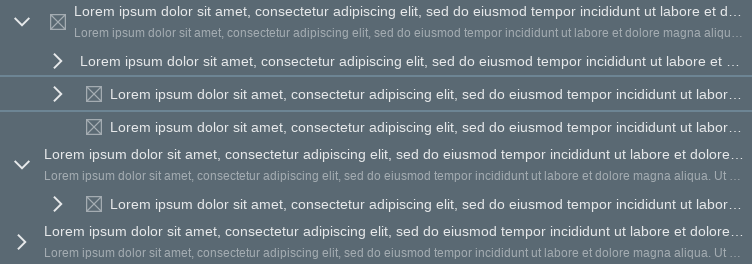 Lorem ipsum dolor sit amet, consectetur adipiscing elit, sed do eiusmod tempor incididunt ut labore et d…
Lorem ipsum dolor sit amet, consectetur adipiscing elit, sed do eiusmod tempor incididunt ut labore et dolore magna aliqu…
Lorem ipsum dolor sit amet, consectetur adipiscing elit, sed do eiusmod tempor incididunt ut labore et …
Lorem ipsum dolor sit amet, consectetur adipiscing elit, sed do eiusmod tempor incididunt ut labor…
Lorem ipsum dolor sit amet, consectetur adipiscing elit, sed do eiusmod tempor incididunt ut labor…
Lorem ipsum dolor sit amet, consectetur adipiscing elit, sed do eiusmod tempor incididunt ut labore et dolore…
Lorem ipsum dolor sit amet, consectetur adipiscing elit, sed do eiusmod tempor incididunt ut labore et dolore magna aliqua. Ut …
Lorem ipsum dolor sit amet, consectetur adipiscing elit, sed do eiusmod tempor incididunt ut labor…
Lorem ipsum dolor sit amet, consectetur adipiscing elit, sed do eiusmod tempor incididunt ut labore et dolore…
Lorem ipsum dolor sit amet, consectetur adipiscing elit, sed do eiusmod tempor incididunt ut labore et dolore magna aliqua. Ut …